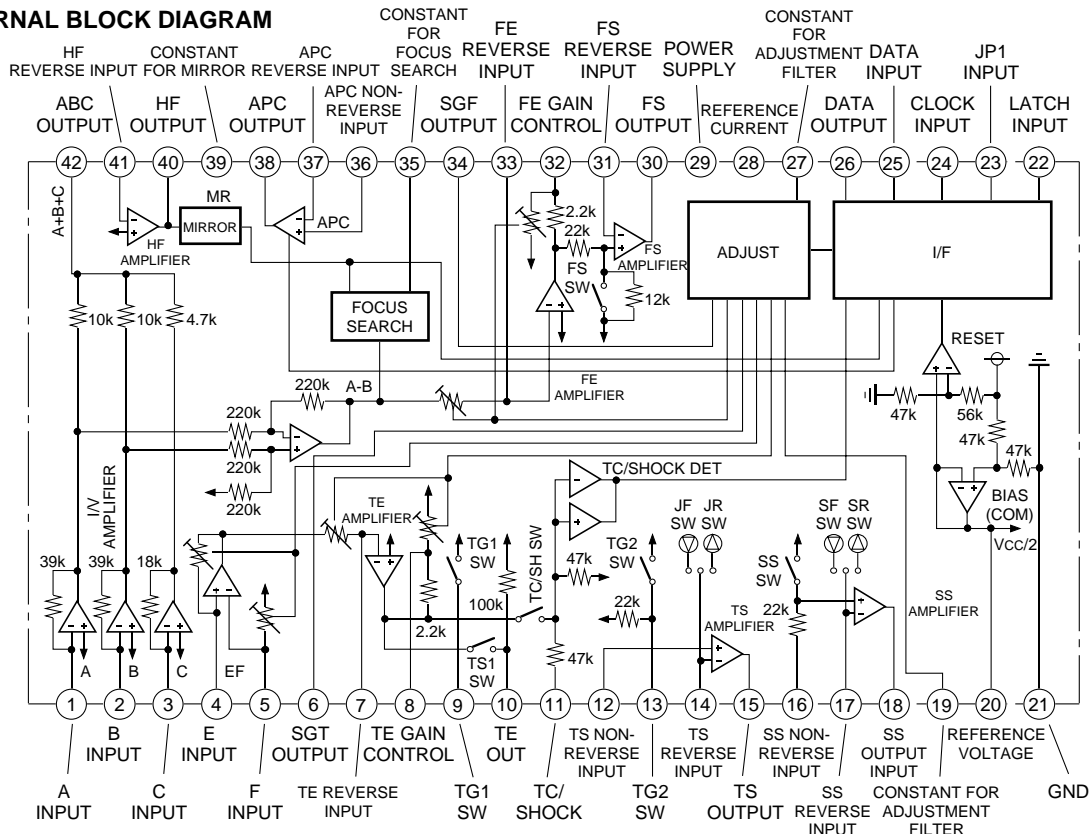 RNAL BLOCK DIAGRAM
HF
REVERSE INPUT
CONSTANT
FOR MIRROR
APC
REVERSE INPUT
CONSTANT
FOR
FOCUS
SEARCH
FE
REVERSE
INPUT
FS
REVERSE
INPUT
POWER
SUPPLY
CONSTANT
FOR
ADJUSTMENT
FILTER
DATA
INPUT
JP1
INPUT
ABC
OUTPUT
HF
OUTPUT
APC
OUTPUT
APC NON-
REVERSE
INPUT
SGF
OUTPUT
FE GAIN
CONTROL
FS
OUTPUT
REFERENCE
CURRENT
DATA
OUTPUT
CLOCK
INPUT
LATCH
INPUT
42 41 40 39 38 37 36 35 34 33 32 31 30 29 28 27 26 25 24 23 22
A+B+C
HF
AMPLIFIER
MR
MIRROR
APC
FOCUS
SEARCH
2.2k
22k
FS
SW
FS
AMPLIFIER
12k
ADJUST
I/F
10k
10k
4.7k
RESET
47k
56k
47k
47k
BIAS
(COM)
VCC/2
220k
A-B
FE
AMPLIFIER
220k
220k
220k
I/V
AMPLIFIER
TE
AMPLIFIER
TC/SHOCK DET
39k
39k
18k
A
B
C
EF
TG1
SW
100k
2.2k
TS1
SW
TC/SH SW
47k
47k
TG2
SW
22k
JF
SW
JR
SW
TS
AMPLIFIER
SS
SW
22k
SF
SW
SR
SW
SS
AMPLIFIER
1 2 3 4 5 6 7 8 9 10 11 12 13 14 15 16 17 18 19 20 21
B
INPUT
E
INPUT
SGT
OUTPUT
TE GAIN
CONTROL
TE
OUT
TS NON-
REVERSE
INPUT
TS
REVERSE
INPUT
SS NON-
REVERSE
INPUT
SS
OUTPUT
INPUT
REFERENCE
VOLTAGE
A
INPUT
C
INPUT
F
INPUT
TE REVERSE
INPUT
TG1
SW
TC/
SHOCK
TG2
SW
TS
OUTPUT
SS
REVERSE
INPUT
CONSTANT FOR
ADJUSTMENT
FILTER
GND